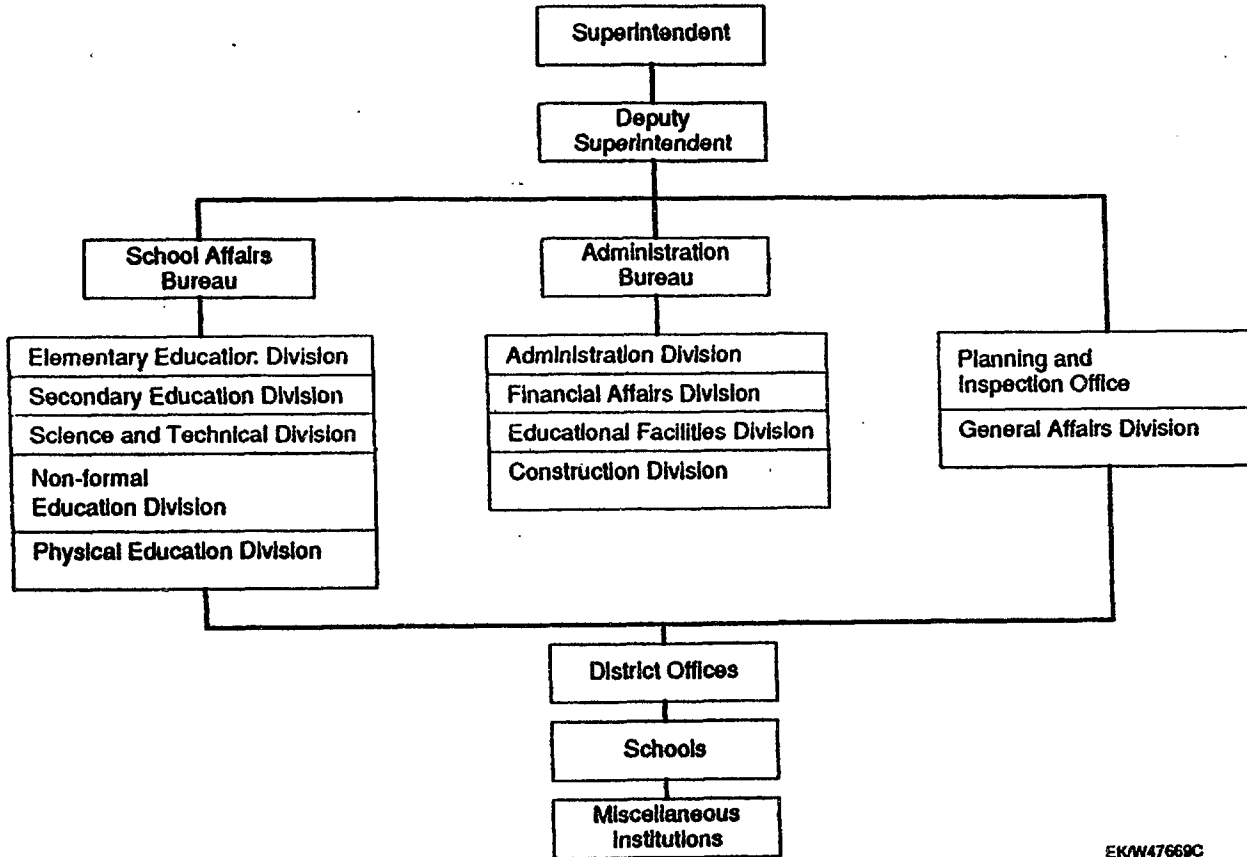 Superintendent
Deputy
Superintendent
School Affairs
Bureau
Administration
Bureau
Elementary Education Division
Secondary Education Division
Science and Technical Division
Non-formal
Education Division
Physical Education Division
Administration Division
Financial Affairs Division
Educational Facilities Division
Construction Division
Planning and
Inspection Office
General Affairs Division
District Offices
Schools
Miscellaneous
Institutions
EK/W47669C